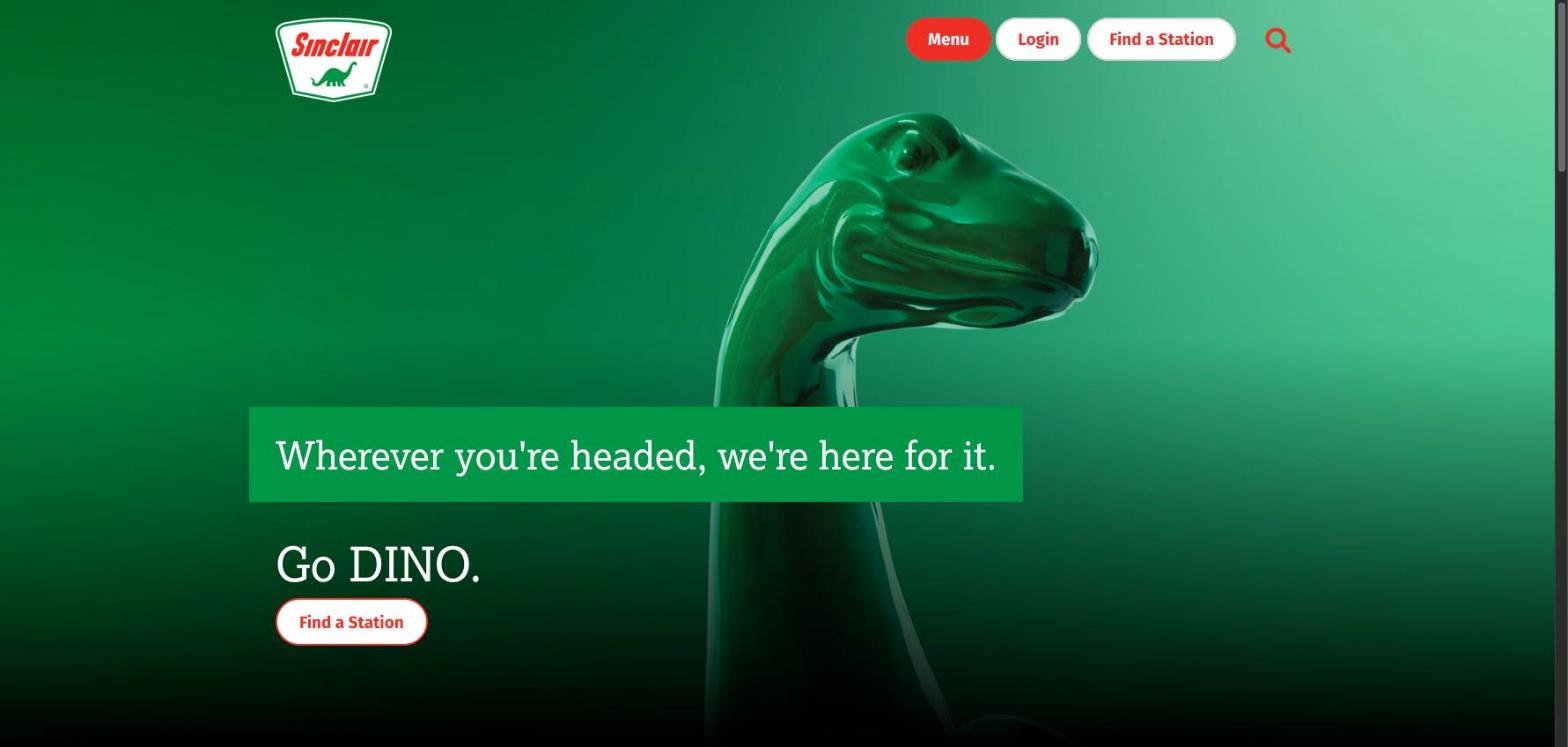 Sinclair
®
Menu
Login
Find a Station
Wherever you're headed, we're here for it.
Go DINO.
Find a Station